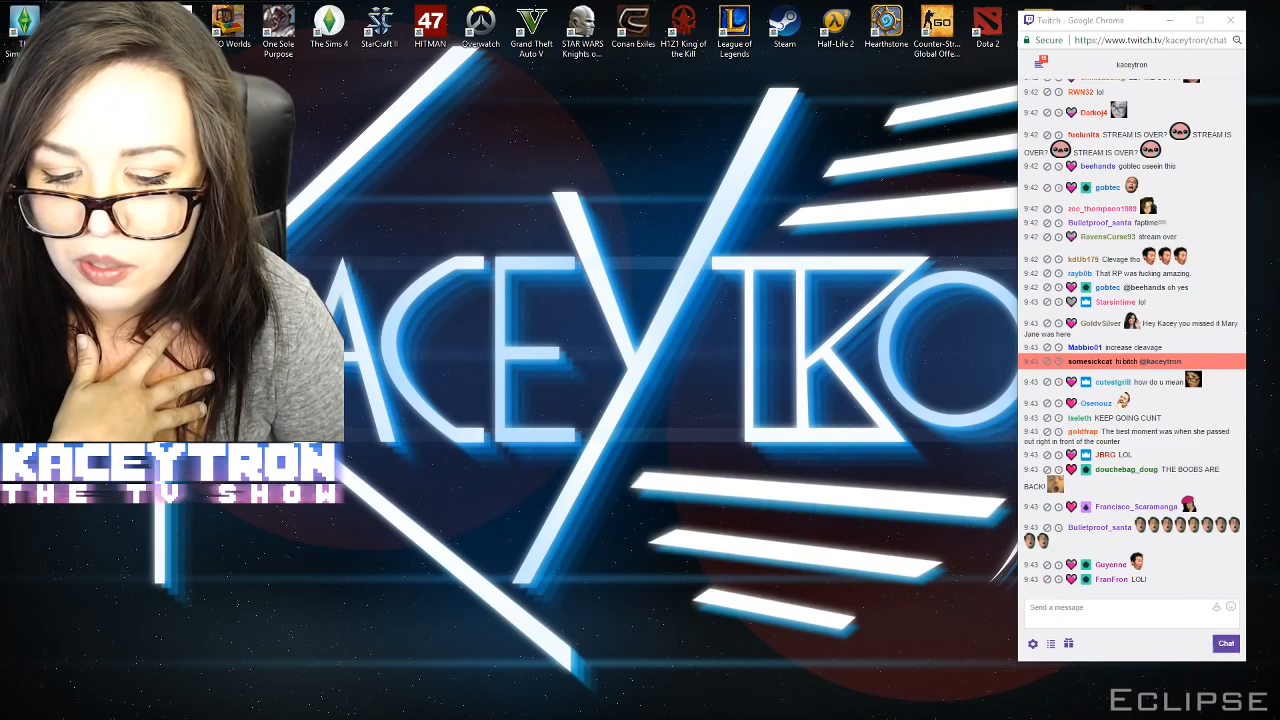 Worlds
One Sole
Purpose
The Sims 4
StarCraft II
47
HITMAN
Overwatch
Grand Theft
Auto V
STAR WARS
Knights o...
Conan Exiles
H1Z1 King of
the Kill
League of
Legends
Steam
Half-Life 2
Hearthstone
GO
Counter-Str...
Global Offe...
Dota 2
ACEYTRO
KACEYTRON
THE TV SHOW
Twitch - Google Chrome
Secure https://www.twitch.tv/kaceytron/chat
kaceytron
9:42 RWN32 lol
9:42 Darkoj4
9:42 fuelunits STREAM IS OVER? STREAM IS
OVER? STREAM IS OVER?
9:42 beehands gobtec useein this
9:42 gobtec
9:42 zoe_thompson1989
9:42 Bulletproof_santa faptime
9:42 RavensCurse93 stream over
9:42 kdUb175 Clevage tho
9:42 rayb0b That RP was fucking amazing.
9:42 gobtec @beehands oh yes
9:42 Starsintime lol
9:43 GoldvSilver Hey Kacey you missed it Mary
Jane was here
9:43 Mabbic01 increase cleavage
9:43 somesickcat hi bitch @kaceytron
9:43 cutestgrill how do u mean
9:43 Oseriouz
9:43 txeleth KEEP GOING CUNT
9:43 goldfrap The best moment was when she passed
out right in front of the counter
9:43 JBRG LOL
9:43 douchebag_doug THE BOOBS ARE
BACK!
9:43 Francisco_Scaramanga
9:43 Bulletproof_santa
9:43 Guyenne
9:43 FranFron LOL!
Send a message
Chat
ECLIPSE